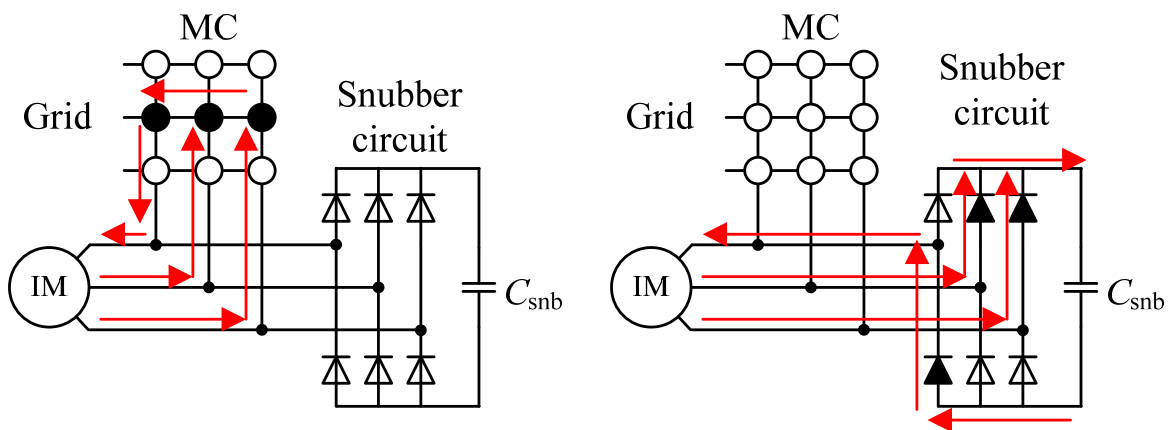 MC
Grid
Snubber
circuit
IM
Csnb
MC
Grid
Snubber
circuit
IM
Csnb